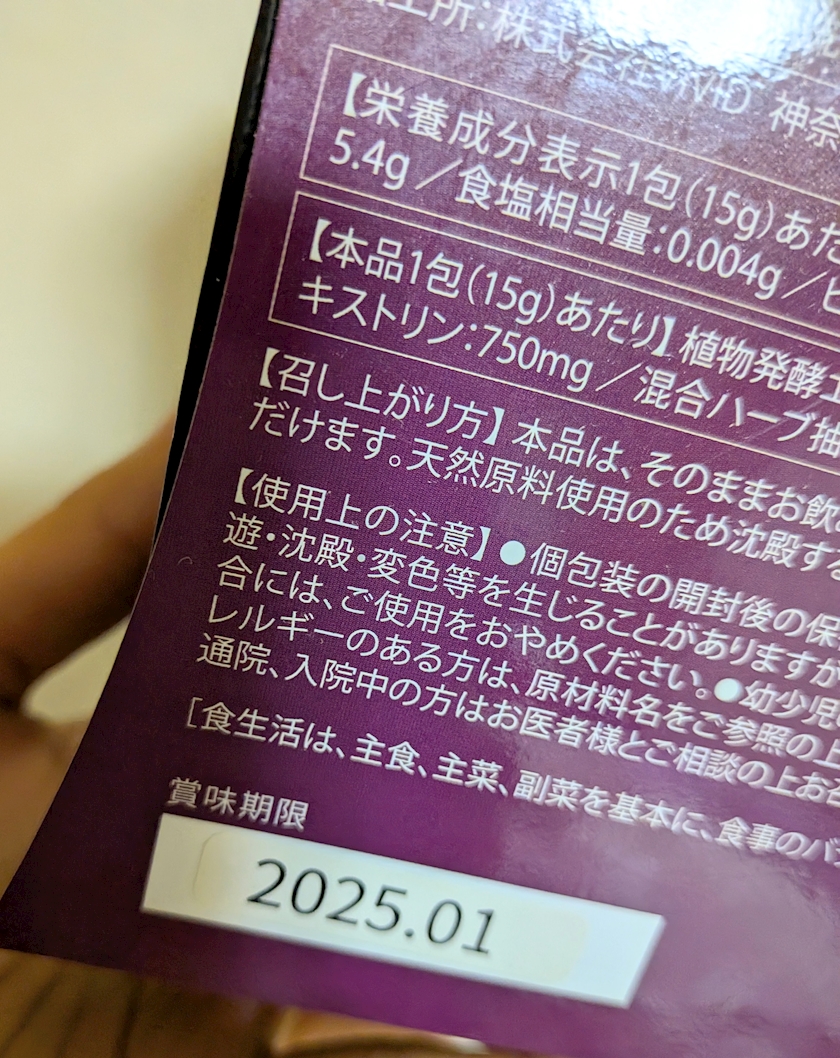 工所：株式会社ViViD 神奈
【栄養成分表示1包（15g）あた
5.4g／食塩相当量：0.004g／
【本品1包（15g）あたり】植物発酵
キストリン：750mg／混合ハーブ抽
【召し上がり方】本品は、そのままお飲
だけます。天然原料使用のため沈殿する
【使用上の注意】●個包装の開封後の保
遊・沈殿・変色等を生じることがありますが
合には、ご使用をおやめください。●幼少児
レルギーのある方は、原材料名をご参照の上
通院、入院中の方はお医者様とご相談の上お
［食生活は、主食、主菜、副菜を基本に、食事のバ
賞味期限
2025.01